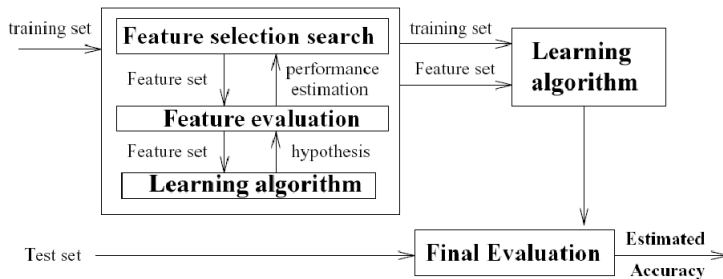 training set
Feature selection search
training set
Learning
algorithm
Feature set
performance
estimation
Feature set
Feature evaluation
Feature set
hypothesis
Learning algorithm
Test set
Final Evaluation
Estimated
Accuracy